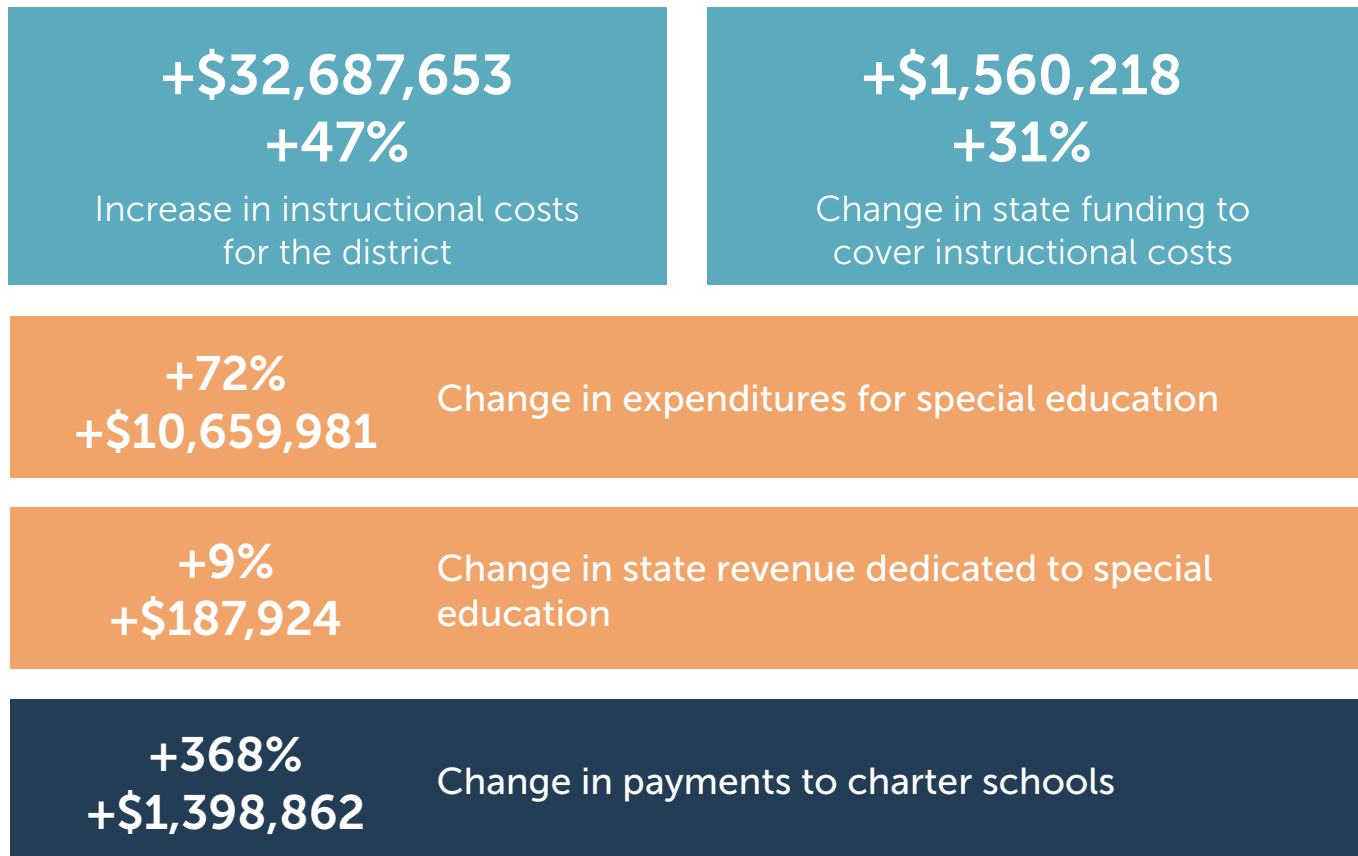 +$32,687,653
+47%
Increase in instructional costs
for the district
+$1,560,218
+31%
Change in state funding to
cover instructional costs
+72%
+$10,659,981
Change in expenditures for special education
+9%
+$187,924
Change in state revenue dedicated to special
education
+368%
+$1,398,862
Change in payments to charter schools